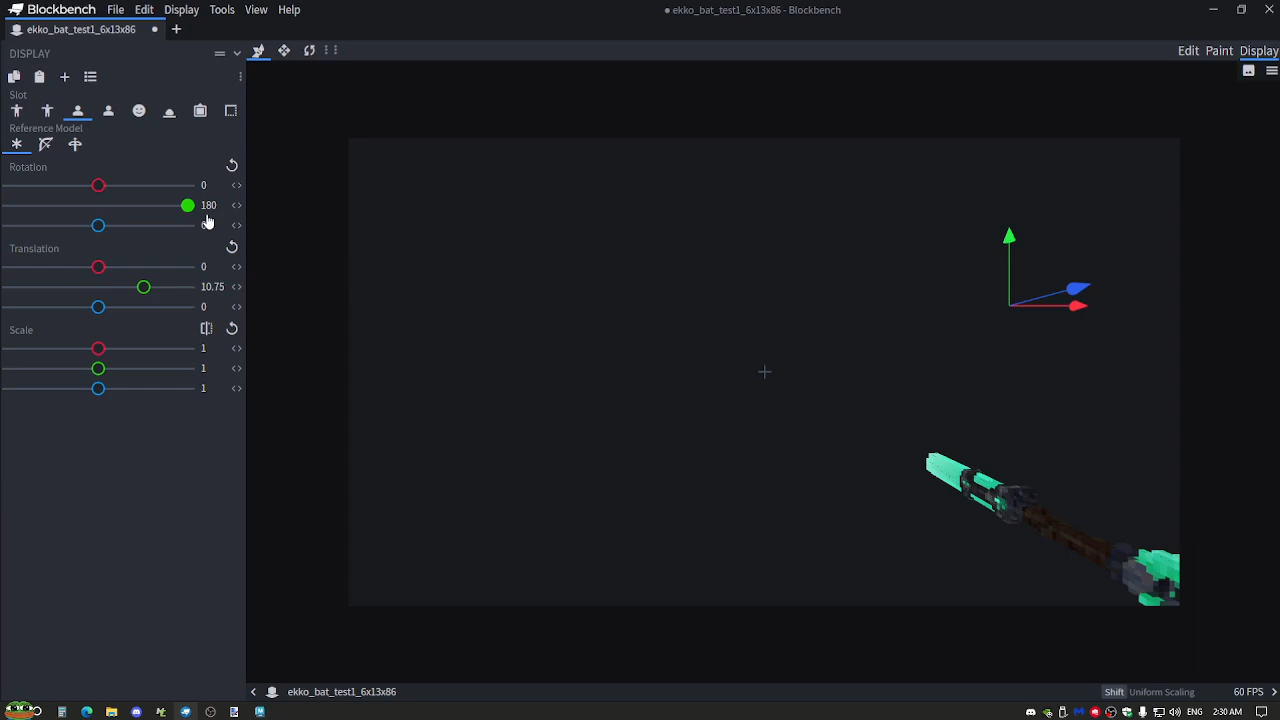 Blockbench File Edit Display Tools View Help
● ekko_bat_test1_6x13x86 - Blockbench
ekko_bat_test1_6x13x86
DISPLAY
Edit Paint Display
Slot
Reference Model
Rotation
0
180
Translation
0
10.75
0
Scale
1
1
1
ekko_bat_test1_6x13x86
Shift Uniform Scaling 60 FPS
2:30 AM